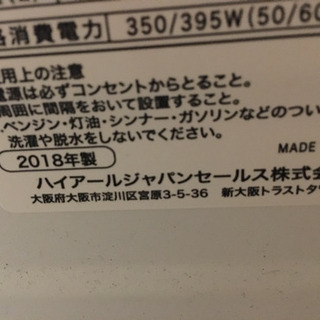 格消費電力 350/395W(50/60
用上の注意
電源は必ずコンセントからとること。
周囲に間隔をおいて設置すること。
ベンジン・灯油・シンナー・ガソリンなどのつい
洗濯や脱水をしないでください。
2018年製
MADE
ハイアールジャパンセールス株式会
大阪府大阪市淀川区宮原3-5-36 新大阪トラストタワ